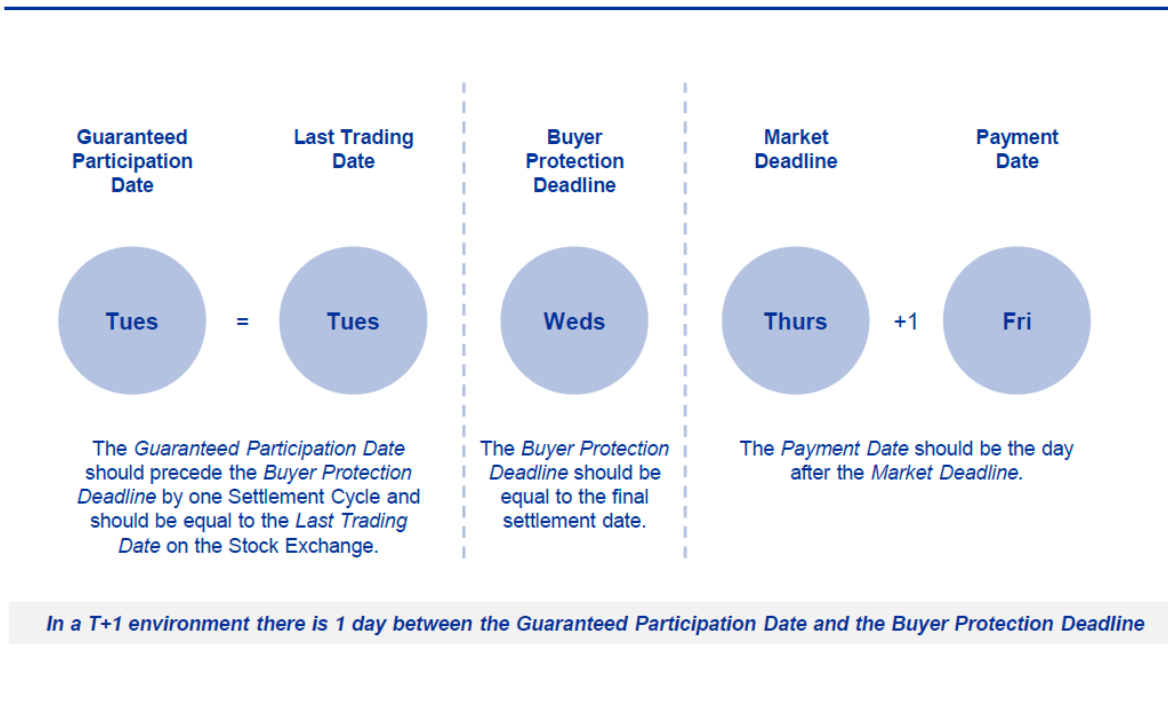 Guaranteed
Participation
Date
Last Trading
Date
Buyer
Protection
Deadline
Market
Deadline
Payment
Date
Tues
=
Tues
Weds
Thurs
+1
Fri
The Guaranteed Participation Date
should precede the Buyer Protection
Deadline by one Settlement Cycle and
should be equal to the Last Trading
Date on the Stock Exchange.
The Buyer Protection
Deadline should be
equal to the final
settlement date.
The Payment Date should be the day
after the Market Deadline.
In a T+1 environment there is 1 day between the Guaranteed Participation Date and the Buyer Protection Deadline